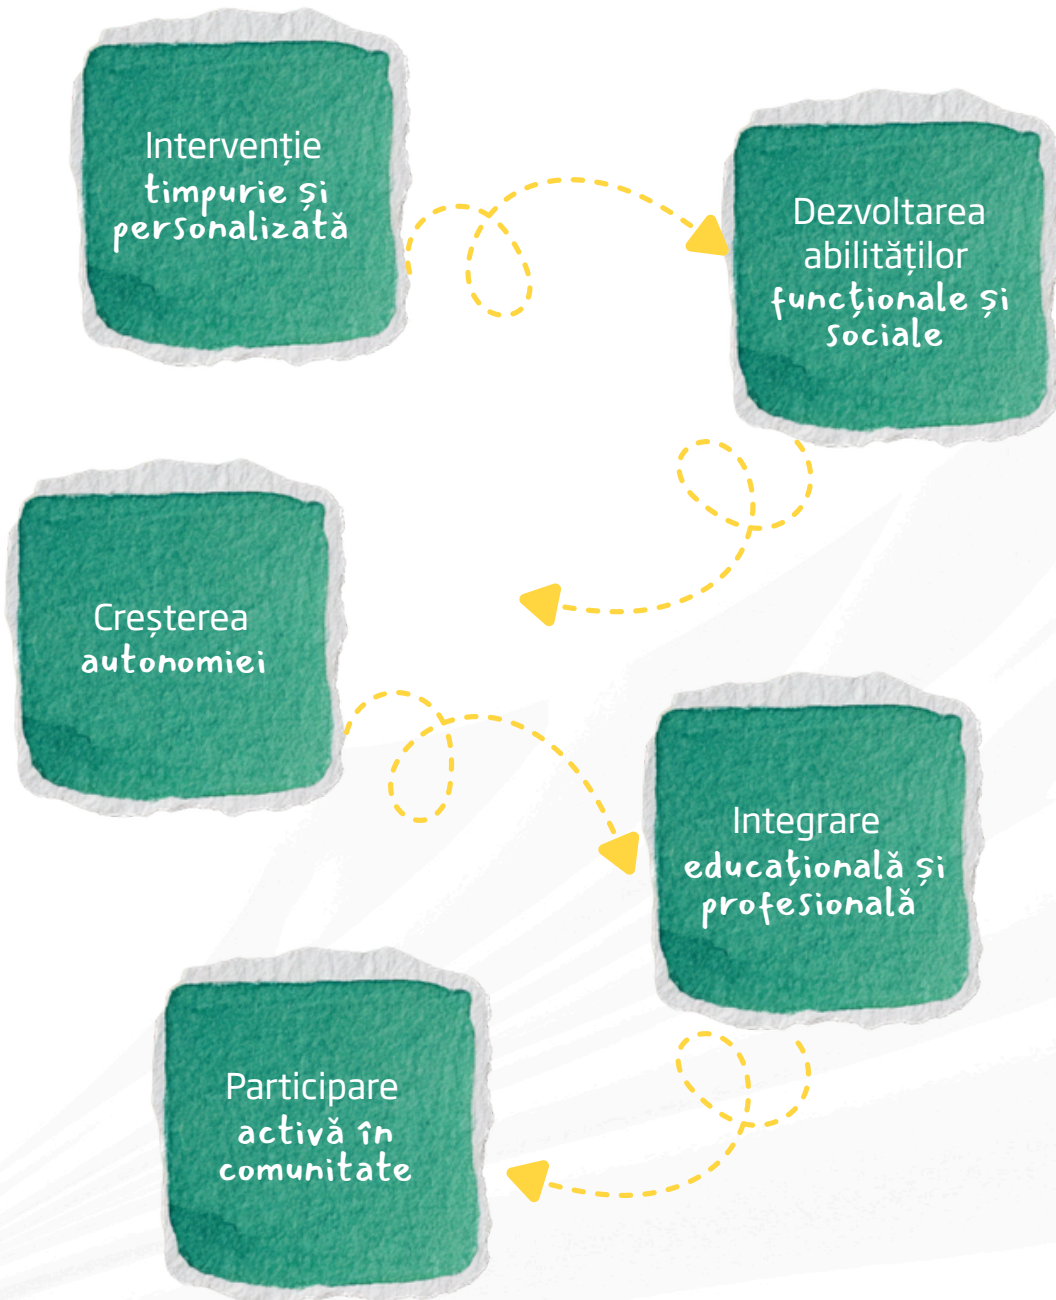 Intervenție
timpurie și
personalizată
Dezvoltarea
abilităților
funcționale și
sociale
Creșterea
autonomiei
Integrare
educațională și
profesională
Participare
activă în
comunitate